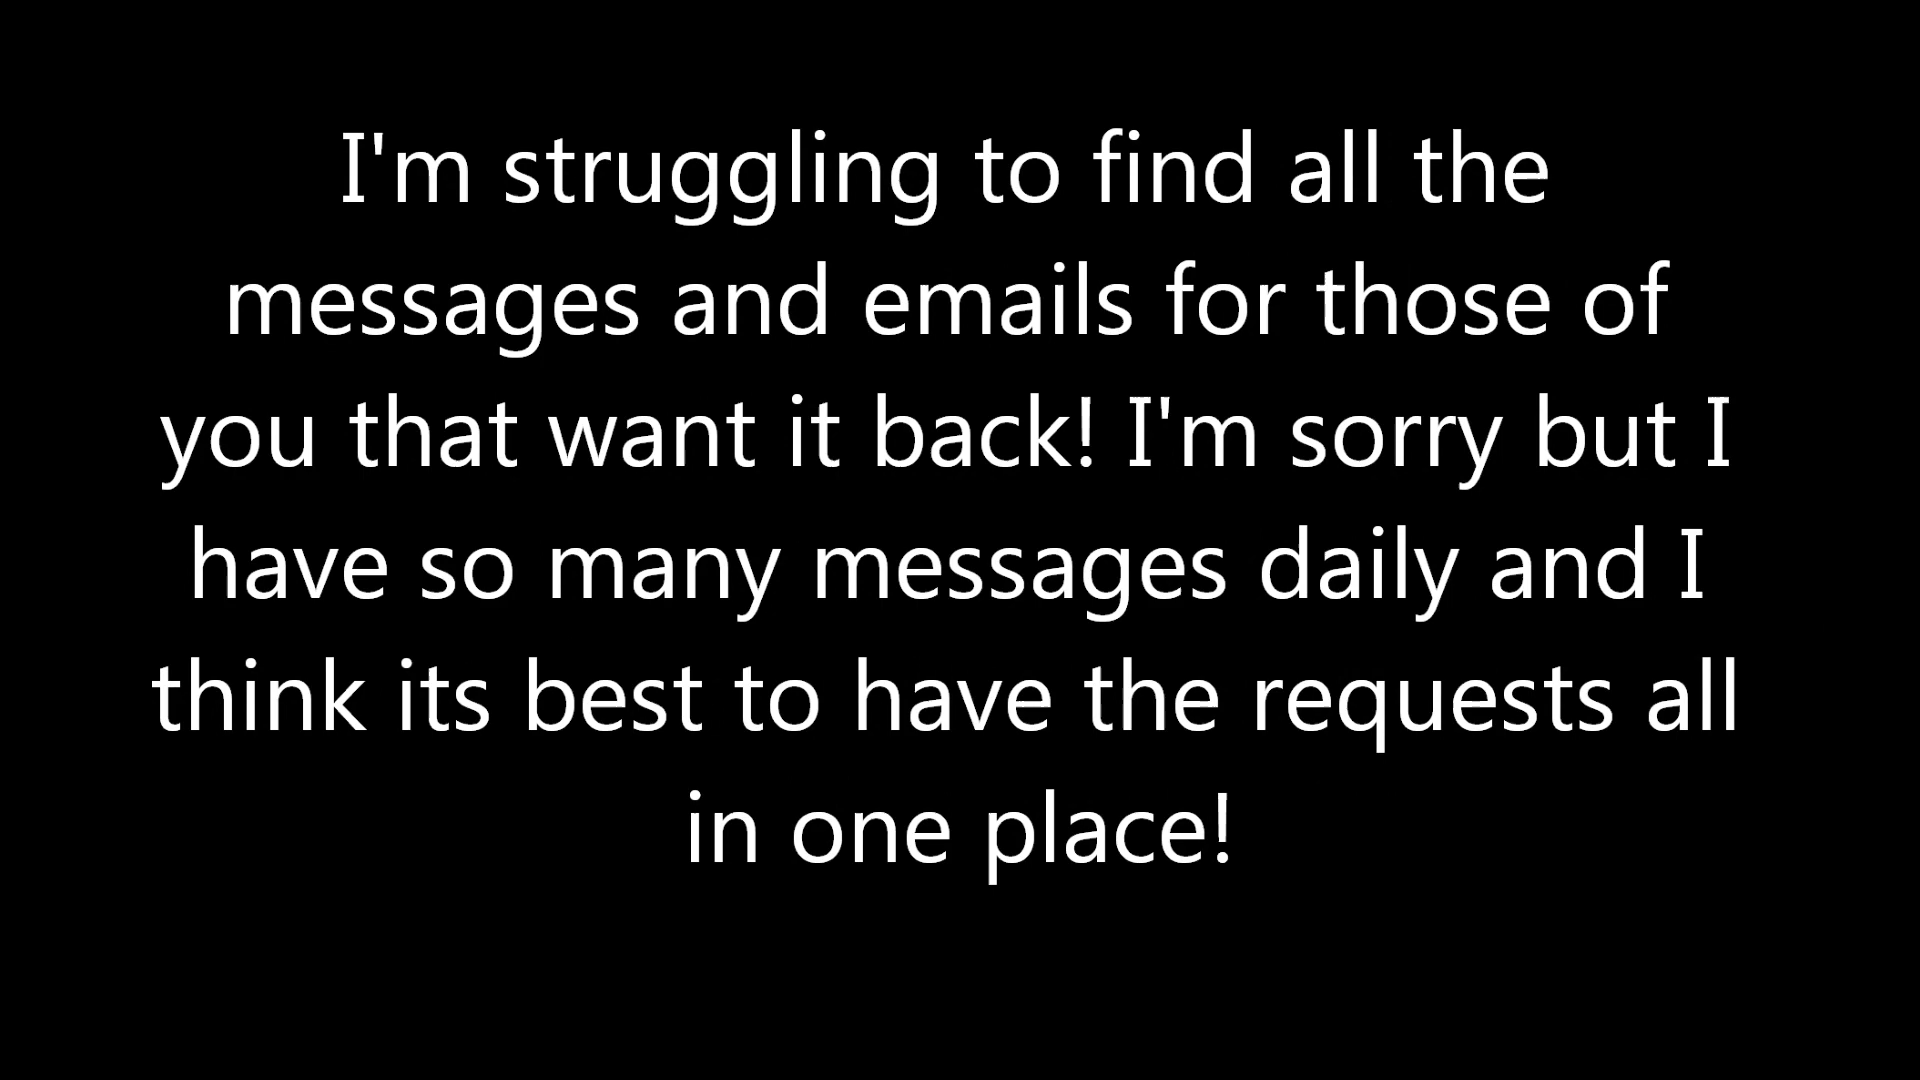 I'm struggling to find all the
messages and emails for those of
you that want it back! I'm sorry but I
have so many messages daily and I
think its best to have the requests all
in one place!